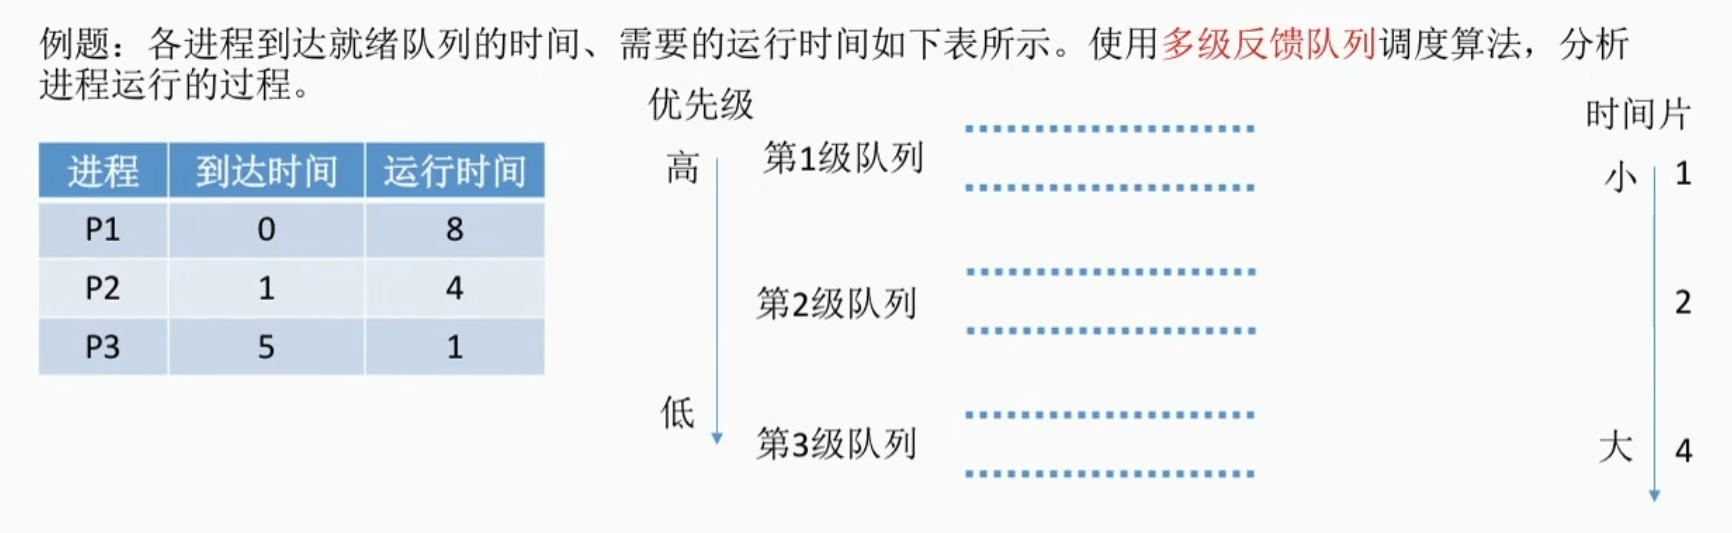 例题：各进程到达就绪队列的时间、需要的运行时间如下表所示。使用多级反馈队列调度算法，分析
进程运行的过程。
进程 到达时间 运行时间
P1 0 8
P2 1 4
P3 5 1
优先级
高
低
第1级队列
第2级队列
第3级队列
时间片
小 1
2
大 4